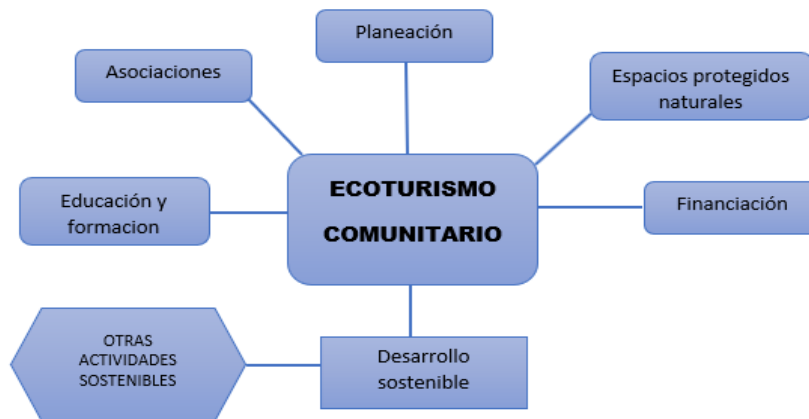 Planeación
Asociaciones
Espacios protegidos
naturales
ECOTURISMO
COMUNITARIO
Educación y
formacion
Financiación
OTRAS
ACTIVIDADES
SOSTENIBLES
Desarrollo
sostenible